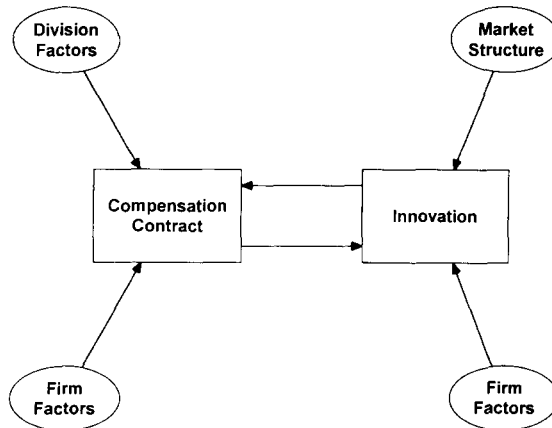 Division
Factors
Market
Structure
Compensation
Contract
Innovation
Firm
Factors
Firm
Factors